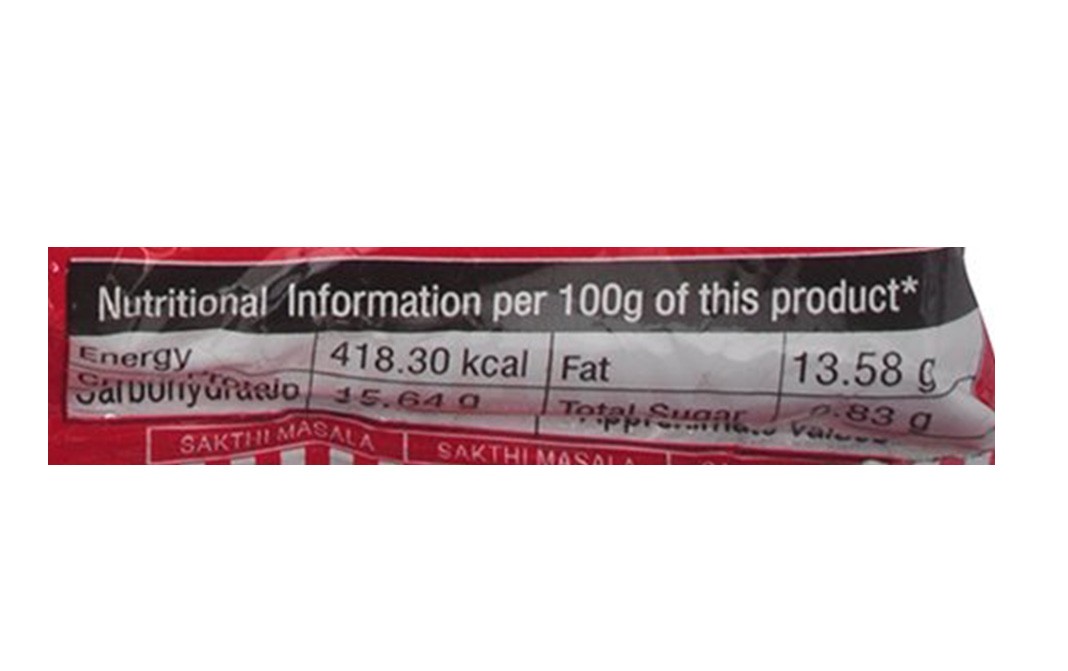 Nutritional Information per 100g of this product*
Energy 418.30 kcal Fat 13.58 g
Total Sugar .83 g
SAKTHI MASALA SAKTHI MASALA